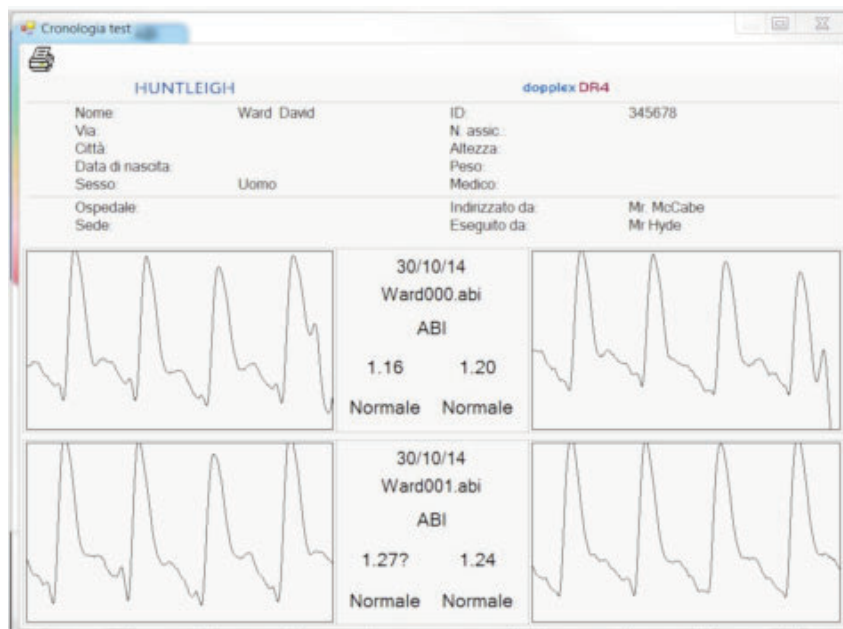 Cronologia test
HUNTLEIGH dopplex DR4
Nome: Ward David ID: 345678
Via: N. assic.:
Città: Altezza:
Data di nascita: Peso:
Sesso: Uomo Medico:
Ospedale: Indirizzato da: Mr. McCabe
Sede: Eseguito da: Mr Hyde
30/10/14
Ward000.abi
ABI
1.16 1.20
Normale Normale
30/10/14
Ward001.abi
ABI
1.27? 1.24
Normale Normale